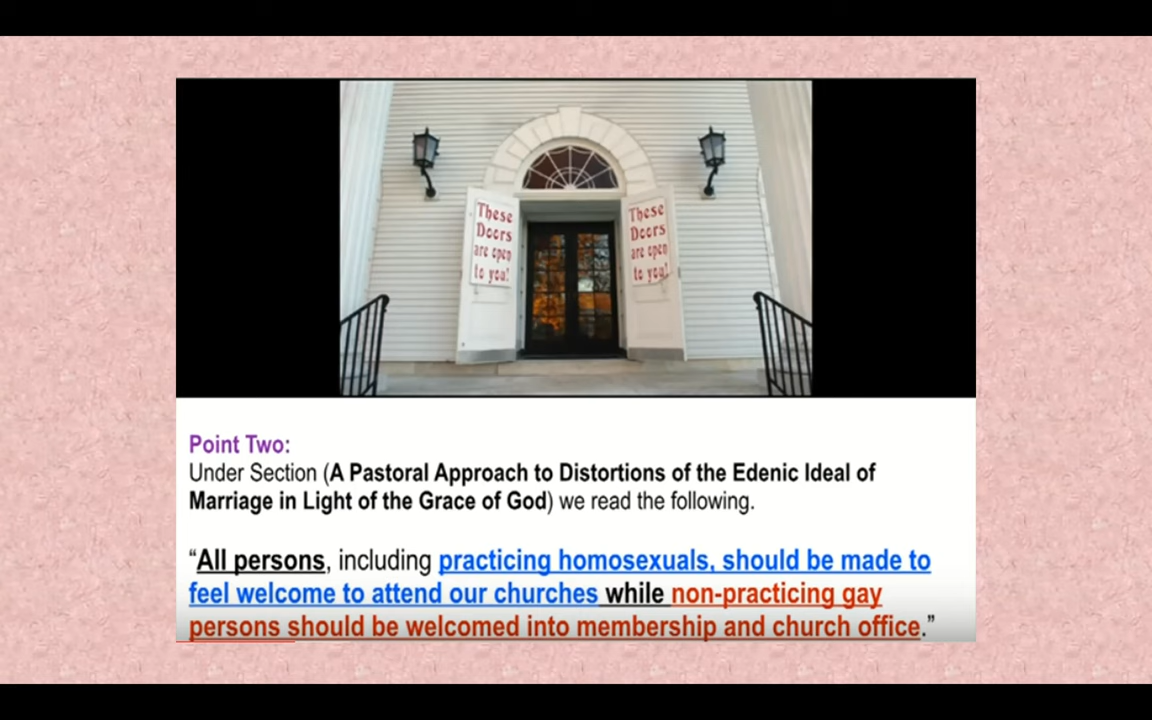 These
Doors
are open
to you!
These
Doors
are open
to you!
Point Two:
Under Section (A Pastoral Approach to Distortions of the Edenic Ideal of
Marriage in Light of the Grace of God) we read the following.
“All persons, including practicing homosexuals, should be made to
feel welcome to attend our churches while non-practicing gay
persons should be welcomed into membership and church office.”